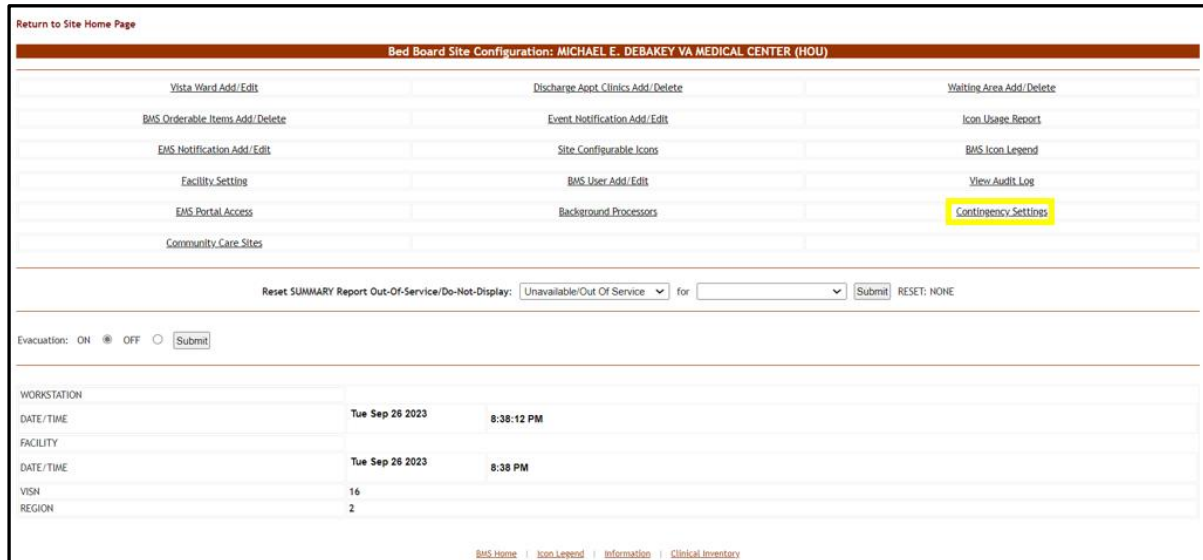 Return to Site Home Page
Bed Board Site Configuration: MICHAEL E. DEBAKEY VA MEDICAL CENTER (HOU)
Vista Ward Add/Edit Discharge Appt Clinics Add/Delete Waiting Area Add/Delete
BMS Orderable Items Add/Delete Event Notification Add/Edit Icon Usage Report
EMS Notification Add/Edit Site Configurable Icons BMS Icon Legend
Facility Setting BMS User Add/Edit View Audit Log
EMS Portal Access Background Processors Contingency Settings
Community Care Sites
Reset SUMMARY Report Out-Of-Service/Do-Not-Display: Unavailable/Out Of Service for Submit RESET: NONE
Evacuation: ON OFF Submit
WORKSTATION
DATE/TIME Tue Sep 26 2023 8:38:12 PM
FACILITY
DATE/TIME Tue Sep 26 2023 8:38 PM
VISN 16
REGION 2
BMS Home | Icon Legend | Information | Clinical Inventory